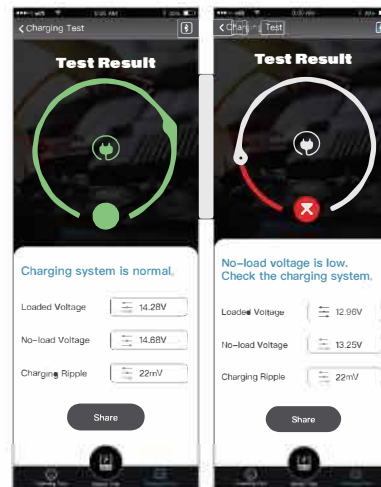 Charging Test
Test Result
Charging system is normal.
Loaded Voltage 14.28V
No-load Voltage 14.68V
Charging Ripple 22mV
Share
Charging Test
Test Result
No-load voltage is low.
Check the charging system.
Loaded Voltage 12.96V
No-load Voltage 13.25V
Charging Ripple 22mV
Share